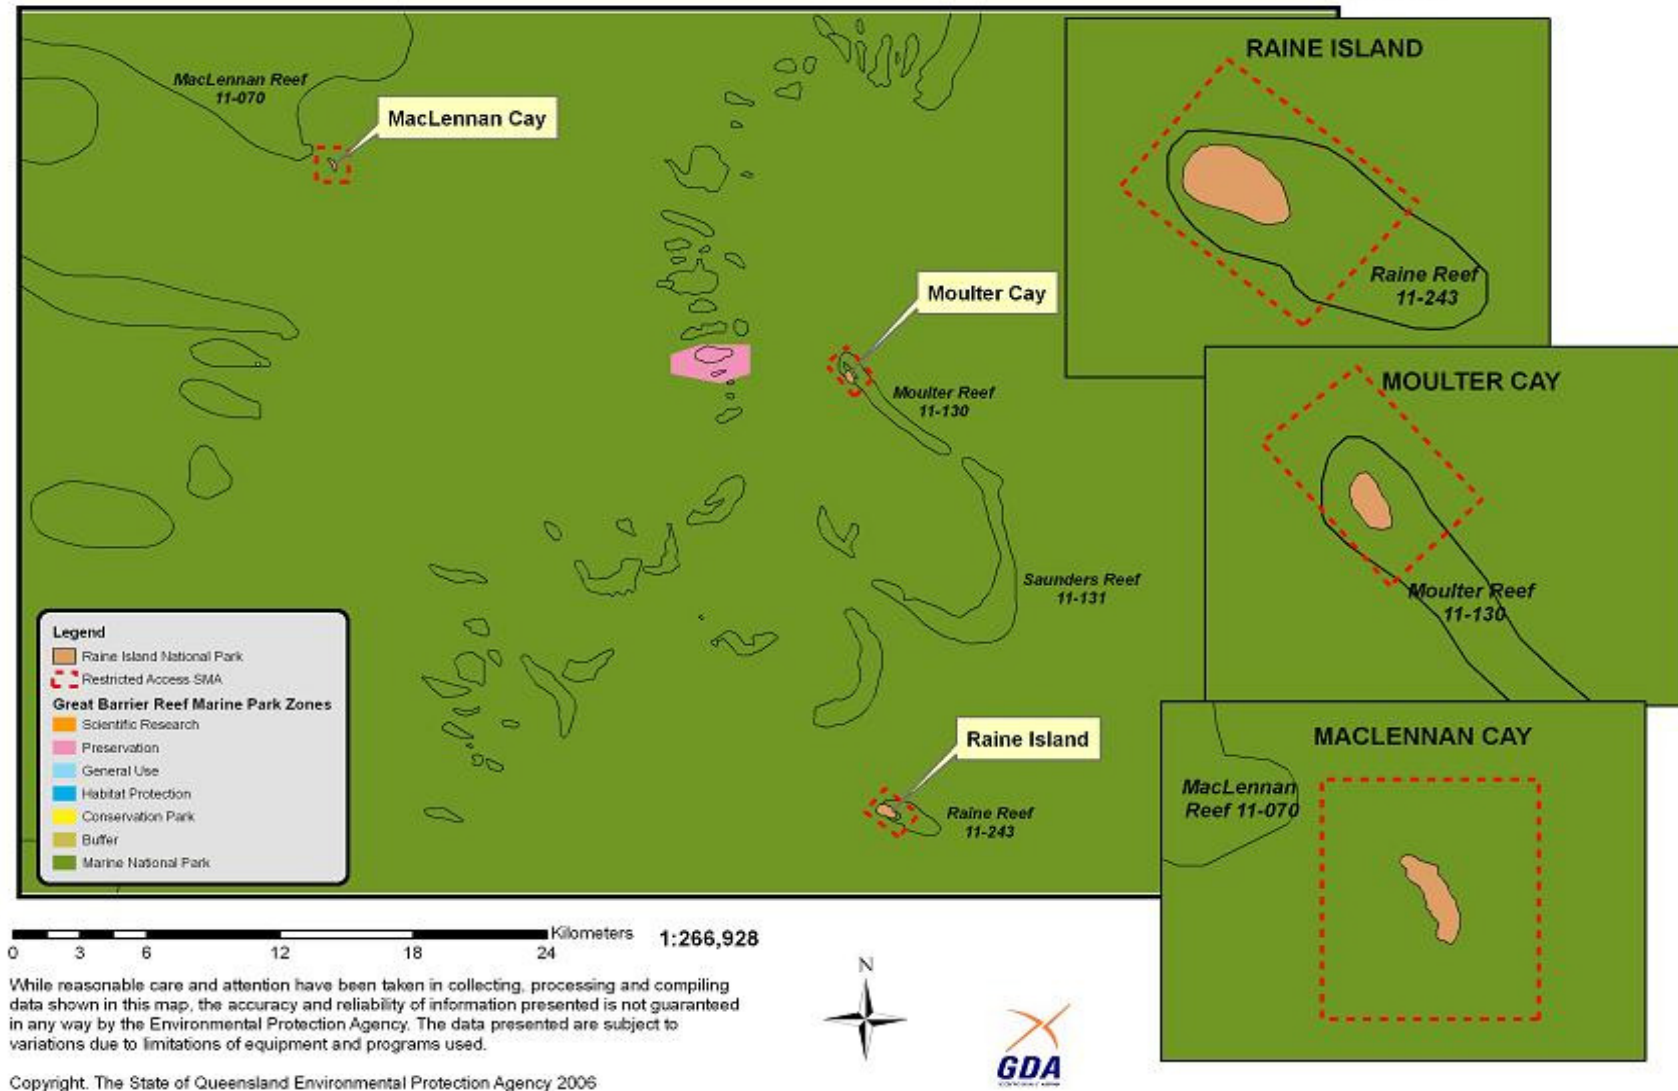 MacLennan Reef
11-070
MacLennan Cay
Moulter Cay
Moulter Reef
11-130
Saunders Reef
11-131
Raine Island
Raine Reef
11-243
RAINE ISLAND
Raine Reef
11-243
MOULTER CAY
Moulter Reef
11-130
MACLENNAN CAY
MacLennan
Reef 11-070
Legend
Raine Island National Park
Restricted Access SMA
Great Barrier Reef Marine Park Zones
Scientific Research
Preservation
General Use
Habitat Protection
Conservation Park
Buffer
Marine National Park
Kilometers
0 3 6 12 18 24
1:266,928
While reasonable care and attention have been taken in collecting, processing and compiling
data shown in this map, the accuracy and reliability of information presented is not guaranteed
in any way by the Environmental Protection Agency. The data presented are subject to
variations due to limitations of equipment and programs used.
Copyright. The State of Queensland Environmental Protection Agency 2006
N
GDA